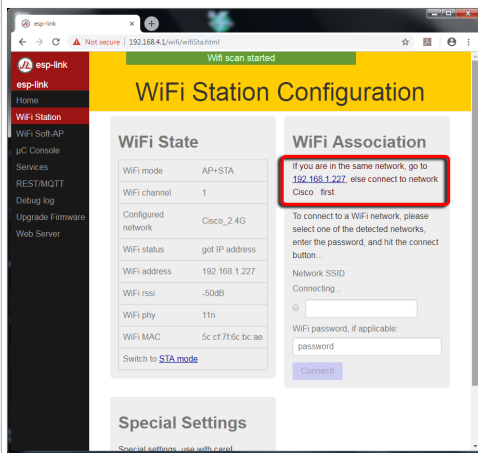 esp-link
Not secure | 192.168.4.1/wifi/wifiSta.html
esp-link
Wifi scan started
esp-link
Home
WiFi Station
WiFi Soft-AP
µC Console
Services
REST/MQTT
Debug log
Upgrade Firmware
Web Server
WiFi Station Configuration
WiFi State
WiFi mode AP+STA
WiFi channel 1
Configured
network Cisco_2.4G
WiFi status got IP address
WiFi address 192.168.1.227
WiFi rssi -50dB
WiFi phy 11n
WiFi MAC 5c:cf:7f:6c:bc:ae
Switch to STA mode
WiFi Association
If you are in the same network, go to
192.168.1.227, else connect to network
Cisco first.
To connect to a WiFi network, please
select one of the detected networks,
enter the password, and hit the connect
button...
Network SSID
Connecting...
WiFi password, if applicable:
password
Connect!
Special Settings
Special settings, use with care!